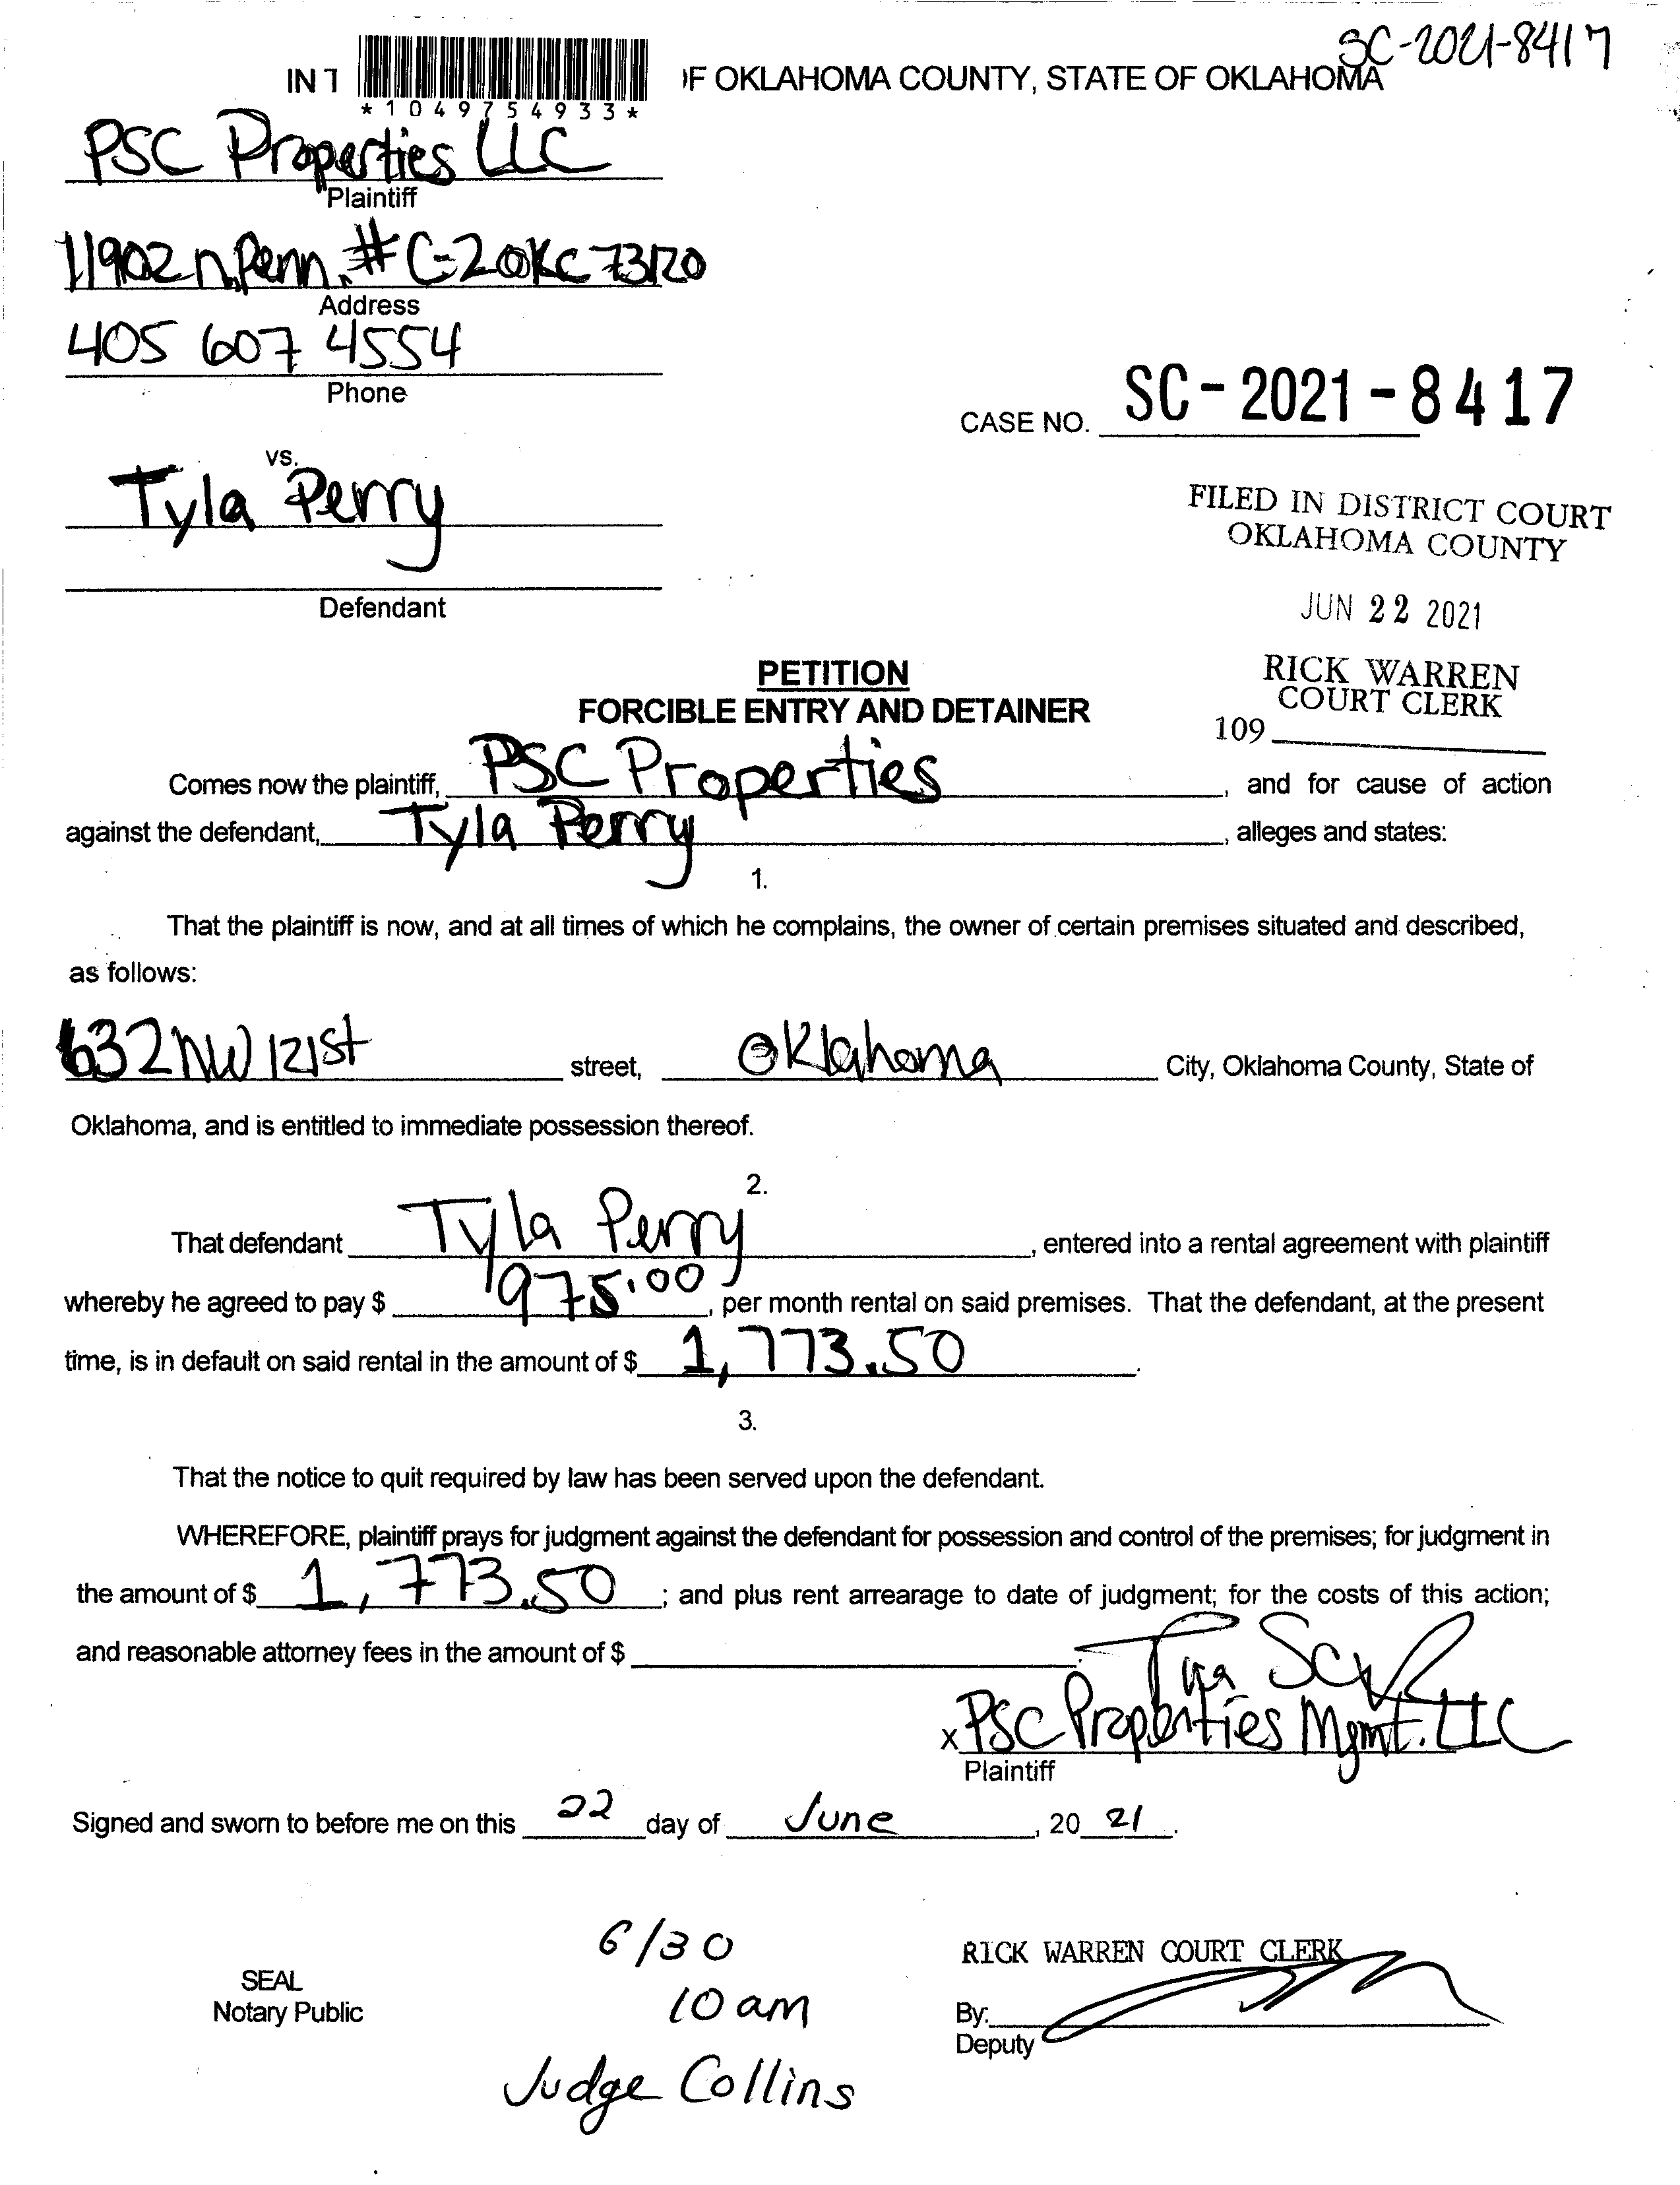 SC-2021-8417
IN T
OF OKLAHOMA COUNTY, STATE OF OKLAHOMA
*1049754933*
PSC Properties LLC
Plaintiff
11902 n. Penn. # C-2 OKC 73120
Address
405 607 4554
Phone
CASE NO. SC-2021-8417
vs.
Tyla Perry
Defendant
FILED IN DISTRICT COURT
OKLAHOMA COUNTY
JUN 22 2021
RICK WARREN
COURT CLERK
109
PETITION
FORCIBLE ENTRY AND DETAINER
Comes now the plaintiff, PSC Properties, and for cause of action
against the defendant, Tyla Perry, alleges and states:
1.
That the plaintiff is now, and at all times of which he complains, the owner of certain premises situated and described,
as follows:
632 NW 121st street, Oklahoma City, Oklahoma County, State of
Oklahoma, and is entitled to immediate possession thereof.
2.
That defendant Tyla Perry, entered into a rental agreement with plaintiff
whereby he agreed to pay $ 975.00, per month rental on said premises. That the defendant, at the present
time, is in default on said rental in the amount of $ 1,773.50.
3.
That the notice to quit required by law has been served upon the defendant.
WHEREFORE, plaintiff prays for judgment against the defendant for possession and control of the premises; for judgment in
the amount of $ 1,773.50; and plus rent arrearage to date of judgment; for the costs of this action;
and reasonable attorney fees in the amount of $
x PSC Properties Mgmt. LLC
Plaintiff
Signed and sworn to before me on this 22 day of June, 20 21.
6/30
10 am
Judge Collins
SEAL
Notary Public
RICK WARREN COURT CLERK
By:
Deputy